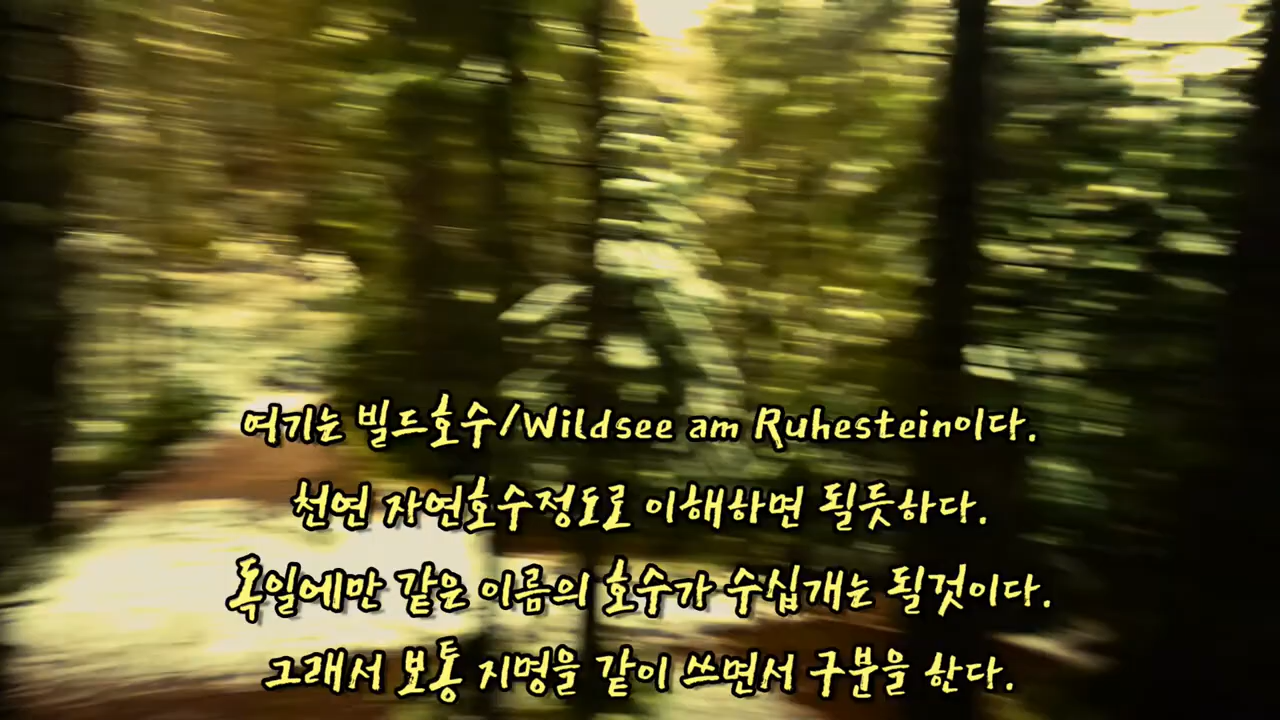 여기는 빌드호수/Wildsee am Ruhestein이다.
천연 자연호수정도로 이해하면 될듯하다.
독일에만 같은 이름의 호수가 수십개는 될것이다.
그래서 보통 지명을 같이 쓰면서 구분을 한다.